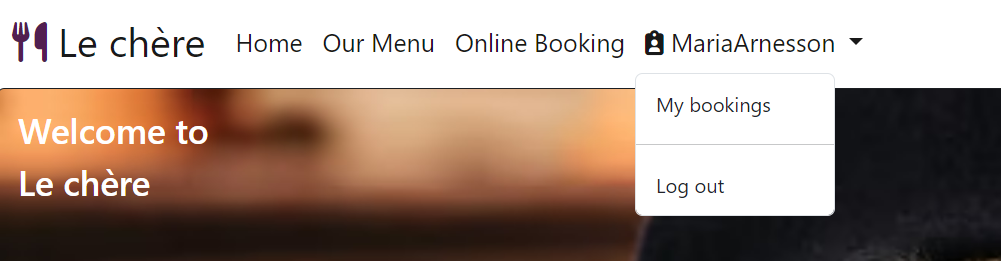 Le chère Home Our Menu Online Booking MariaArnesson
My bookings
Log out
Welcome to
Le chère